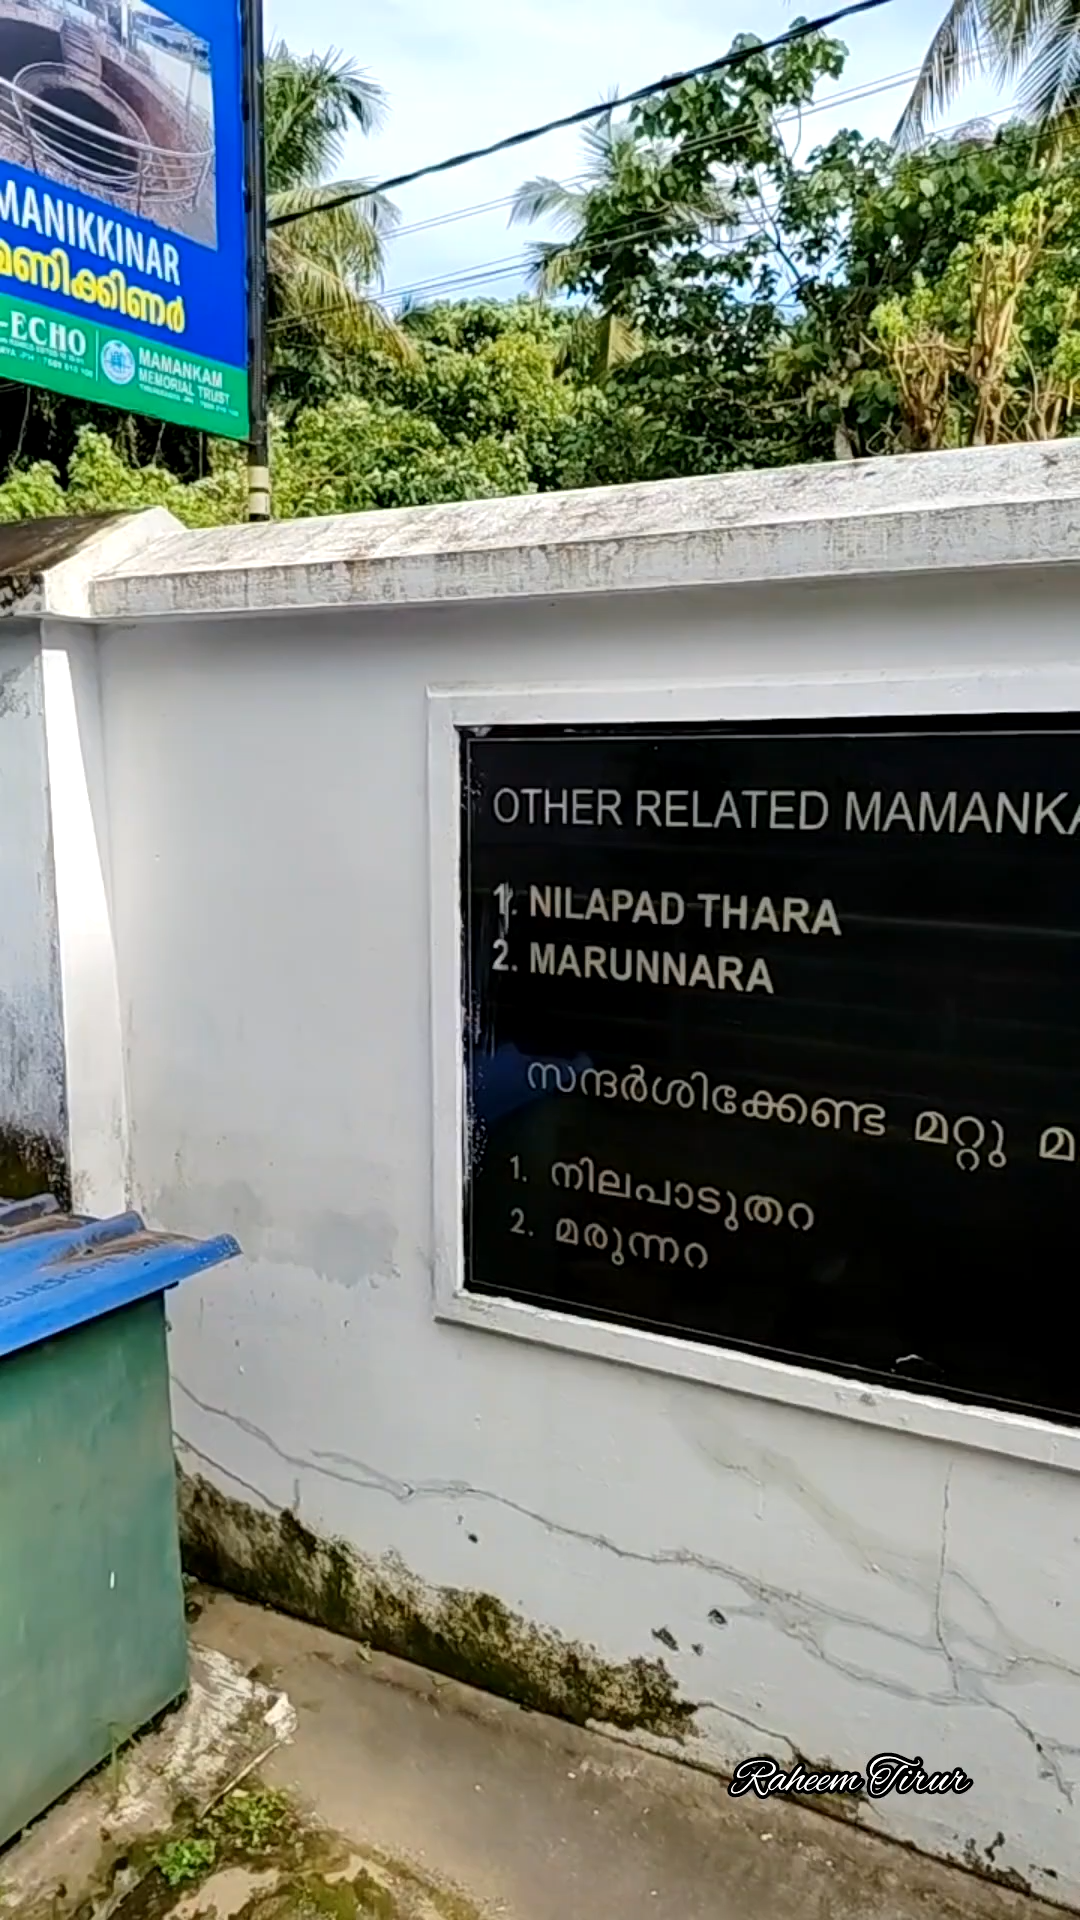 MANIKKINAR
മണിക്കിണർ
-ECHO
MAMANKAM
MEMORIAL TRUST
OTHER RELATED MAMANKA
1. NILAPAD THARA
2. MARUNNARA
സന്ദർശിക്കേണ്ട മറ്റു മ
1. നിലപാടുതറ
2. മരുന്നറ
Raheem Tirur